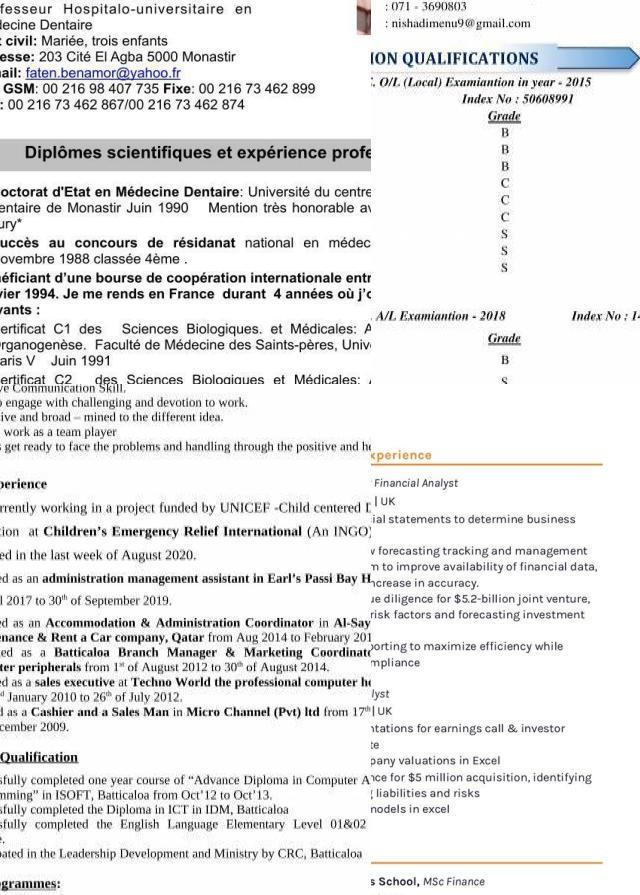 fesseur Hospitalo-universitaire en
decine Dentaire
t civil: Mariée, trois enfants
esse: 203 Cité El Agba 5000 Monastir
ail: faten.benamor@yahoo.fr
GSM: 00 216 98 407 735 Fixe: 00 216 73 462 899
: 00 216 73 462 867/00 216 73 462 874
Diplômes scientifiques et expérience profe
octorat d'Etat en Médecine Dentaire: Université du centre
entaire de Monastir Juin 1990 Mention très honorable av
ury*
uccès au concours de résidanat national en médec
ovembre 1988 classée 4ème .
néficiant d'une bourse de coopération internationale entr
vier 1994. Je me rends en France durant 4 années où j'o
vants :
ertificat C1 des Sciences Biologiques. et Médicales: A
Organogenèse. Faculté de Médecine des Saints-pères, Unive
aris V Juin 1991
ertificat C2 des Sciences Biologiques et Médicales:
: 071 - 3690803
: nishadimenu9@gmail.com
ION QUALIFICATIONS
. O/L (Local) Examiantion in year - 2015
Index No : 50608991
Grade
B
B
B
C
C
C
S
S
S
A/L Examiantion - 2018 Index No : 14
Grade
B
S
ve Communication Skill.
o engage with challenging and devotion to work.
ive and broad – mined to the different idea.
work as a team player
s get ready to face the problems and handling through the positive and he
perience
rrently working in a project funded by UNICEF -Child centered D
tion at Children's Emergency Relief International (An INGO)
ed in the last week of August 2020.
ed as an administration management assistant in Earl's Passi Bay H
l 2017 to 30th of September 2019.
ed as an Accommodation & Administration Coordinator in Al-Say
enance & Rent a Car company, Qatar from Aug 2014 to February 201
ed as a Batticaloa Branch Manager & Marketing Coordinato
ter peripherals from 1st of August 2012 to 30th of August 2014.
ed as a sales executive at Techno World the professional computer ho
d January 2010 to 26th of July 2012.
d as a Cashier and a Sales Man in Micro Channel (Pvt) ltd from 17th
cember 2009.
Qualification
sfully completed one year course of “Advance Diploma in Computer A
mming” in ISOFT, Batticaloa from Oct’12 to Oct’13.
sfully completed the Diploma in ICT in IDM, Batticaloa
sfully completed the English Language Elementary Level 01&02
e.
pated in the Leadership Development and Ministry by CRC, Batticaloa
ogrammes:
xperience
Financial Analyst
| UK
ial statements to determine business
w forecasting tracking and management
m to improve availability of financial data,
ncrease in accuracy.
ue diligence for $5.2-billion joint venture,
risk factors and forecasting investment
porting to maximize efficiency while
mpliance
lyst
| UK
ntations for earnings call & investor
te
pany valuations in Excel
nce for $5 million acquisition, identifying
liabilities and risks
models in excel
s School, MSc Finance